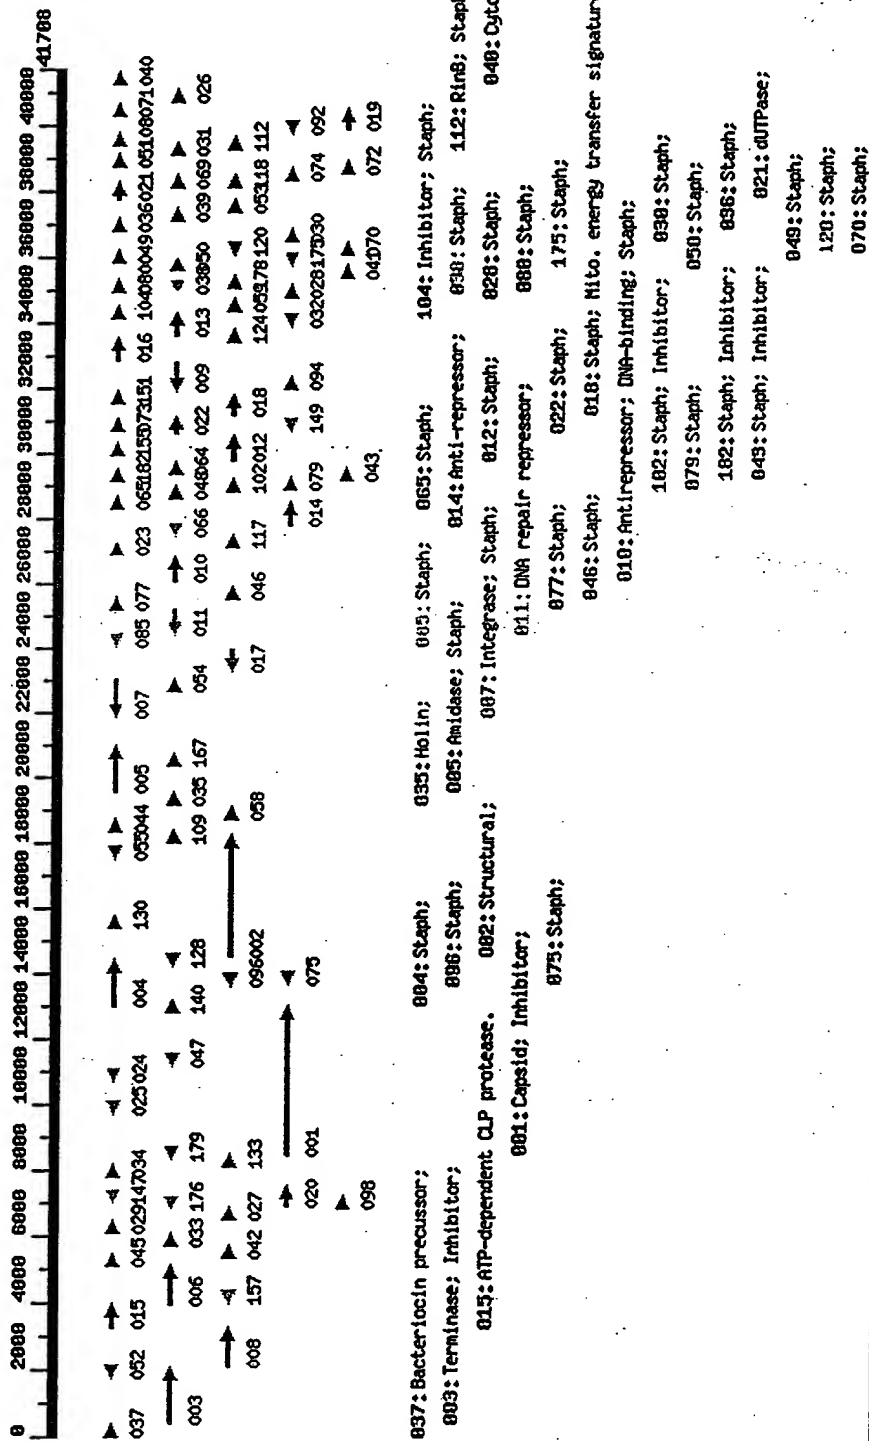 0 2000 4000 6000 8000 10000 12000 14000 16000 18000 20000 22000 24000 26000 28000 30000 32000 34000 36000 38000 40000
41708
037 052 015 045 029 147 034 025 024 004 130 055 044 005 007 085 077 023 065 182 155 073 151 016 104 080 049 036 021 051 108 071 040
003 006 033 176 179 047 140 128 109 035 167 054 011 010 066 048 064 022 009 013 038 050 039 069 031 026
008 157 042 027 133 096 002 058 017 046 117 102 012 018 124 059 178 120 053 118 112
020 001 075 014 079 149 094 032 028 175 030 074 092
098 043 041 070 072 019
037: Bacteriocin precussor; 004: Staph; 035: Holin; 005: Staph; 065: Staph; 104: Inhibitor; Staph; 112: RinB; Staph
003: Terminase; Inhibitor; 096: Staph; 005: Amidase; Staph; 014: Anti-repressor; 030: Staph; 040: Cyto
015: ATP-dependent CLP protease. 002: Structural; 007: Integrase; Staph; 012: Staph; 028: Staph;
001: Capsid; Inhibitor; 011: DNA repair repressor; 080: Staph;
075: Staph; 077: Staph; 022: Staph; 175: Staph;
046: Staph; 018: Staph; Mito. energy transfer signatur
010: Antirepressor; DNA-binding; Staph;
102: Staph; Inhibitor; 038: Staph;
079: Staph; 050: Staph;
182: Staph; Inhibitor; 036: Staph;
043: Staph; Inhibitor; 021: dUTPase;
049: Staph;
120: Staph;
070: Staph;